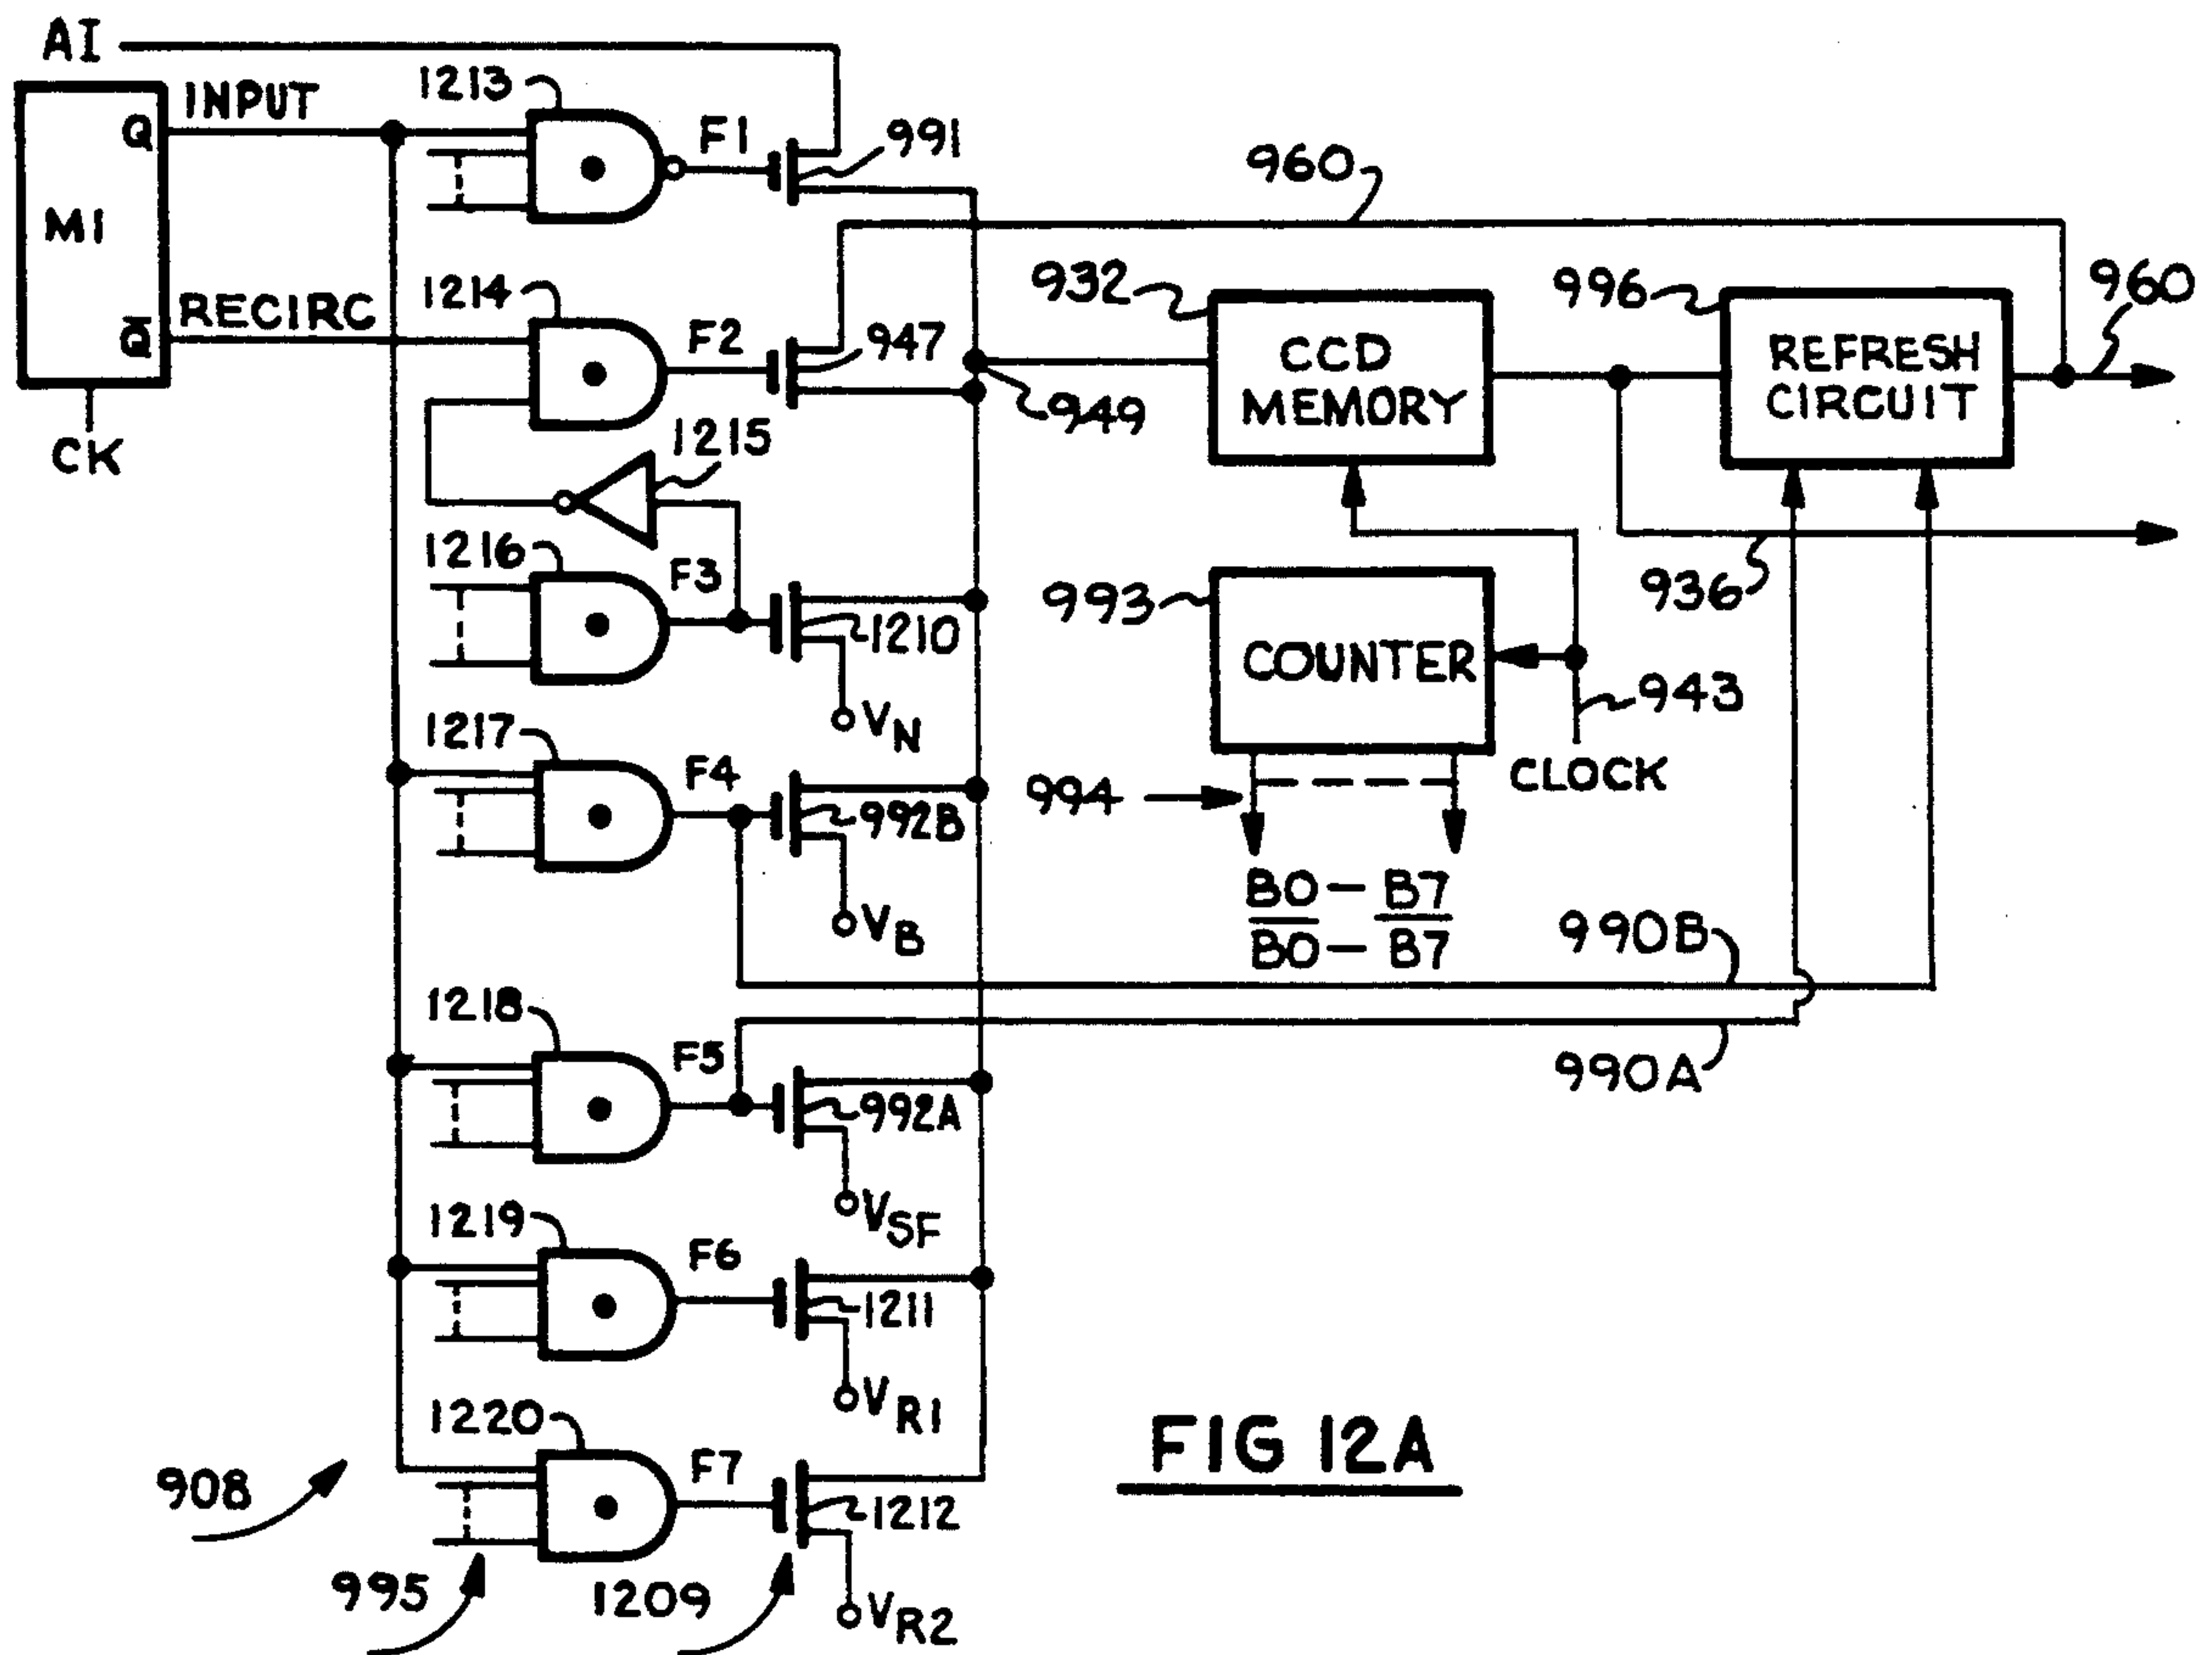 AI
INPUT
Q
M1
RECIRC
Q̅
CK
1213
F1
991
960
1214
F2
947
949
932
CCD
MEMORY
996
REFRESH
CIRCUIT
960
1215
936
1216
F3
1210
VN
993
COUNTER
943
CLOCK
994
B0 – B7
B̅0̅ – B̅7̅
1217
F4
992B
VB
990B
1218
F5
992A
VSF
990A
1219
F6
1211
VR1
1220
F7
1212
VR2
908
995
1209
FIG 12A